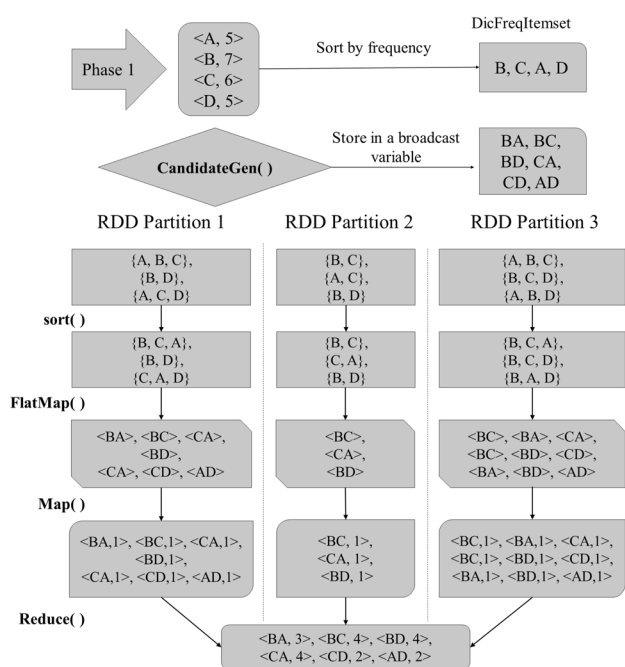 DicFreqItemset
Phase 1
<A, 5>
<B, 7>
<C, 6>
<D, 5>
Sort by frequency
B, C, A, D
CandidateGen( )
Store in a broadcast
variable
BA, BC,
BD, CA,
CD, AD
RDD Partition 1
RDD Partition 2
RDD Partition 3
{A, B, C},
{B, D},
{A, C, D}
{B, C},
{A, C},
{B, D}
{A, B, C},
{B, C, D},
{A, B, D}
sort( )
{B, C, A},
{B, D},
{C, A, D}
{B, C},
{C, A},
{B, D}
{B, C, A},
{B, C, D},
{B, A, D}
FlatMap( )
<BA>, <BC>, <CA>,
<BD>,
<CA>, <CD>, <AD>
<BC>,
<CA>,
<BD>
<BC>, <BA>, <CA>,
<BC>, <BD>, <CD>,
<BA>, <BD>, <AD>
Map( )
<BA,1>, <BC,1>, <CA,1>,
<BD,1>,
<CA,1>, <CD,1>, <AD,1>
<BC, 1>,
<CA, 1>,
<BD, 1>
<BC,1>, <BA,1>, <CA,1>,
<BC,1>, <BD,1>, <CD,1>,
<BA,1>, <BD,1>, <AD,1>
Reduce( )
<BA, 3>, <BC, 4>, <BD, 4>,
<CA, 4>, <CD, 2>, <AD, 2>